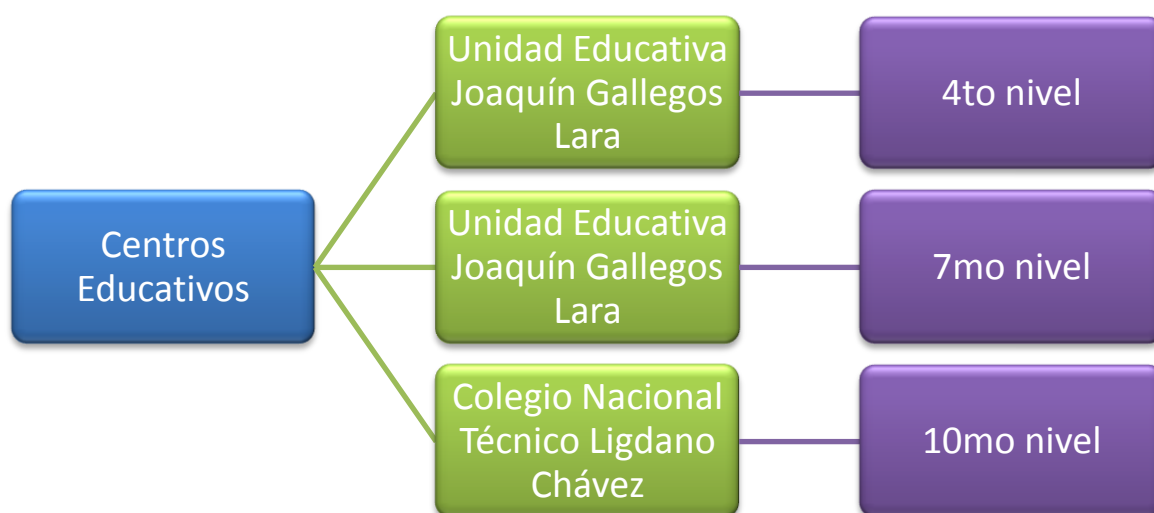 Centros
Educativos
Unidad Educativa
Joaquín Gallegos
Lara
4to nivel
Unidad Educativa
Joaquín Gallegos
Lara
7mo nivel
Colegio Nacional
Técnico Ligdano
Chávez
10mo nivel